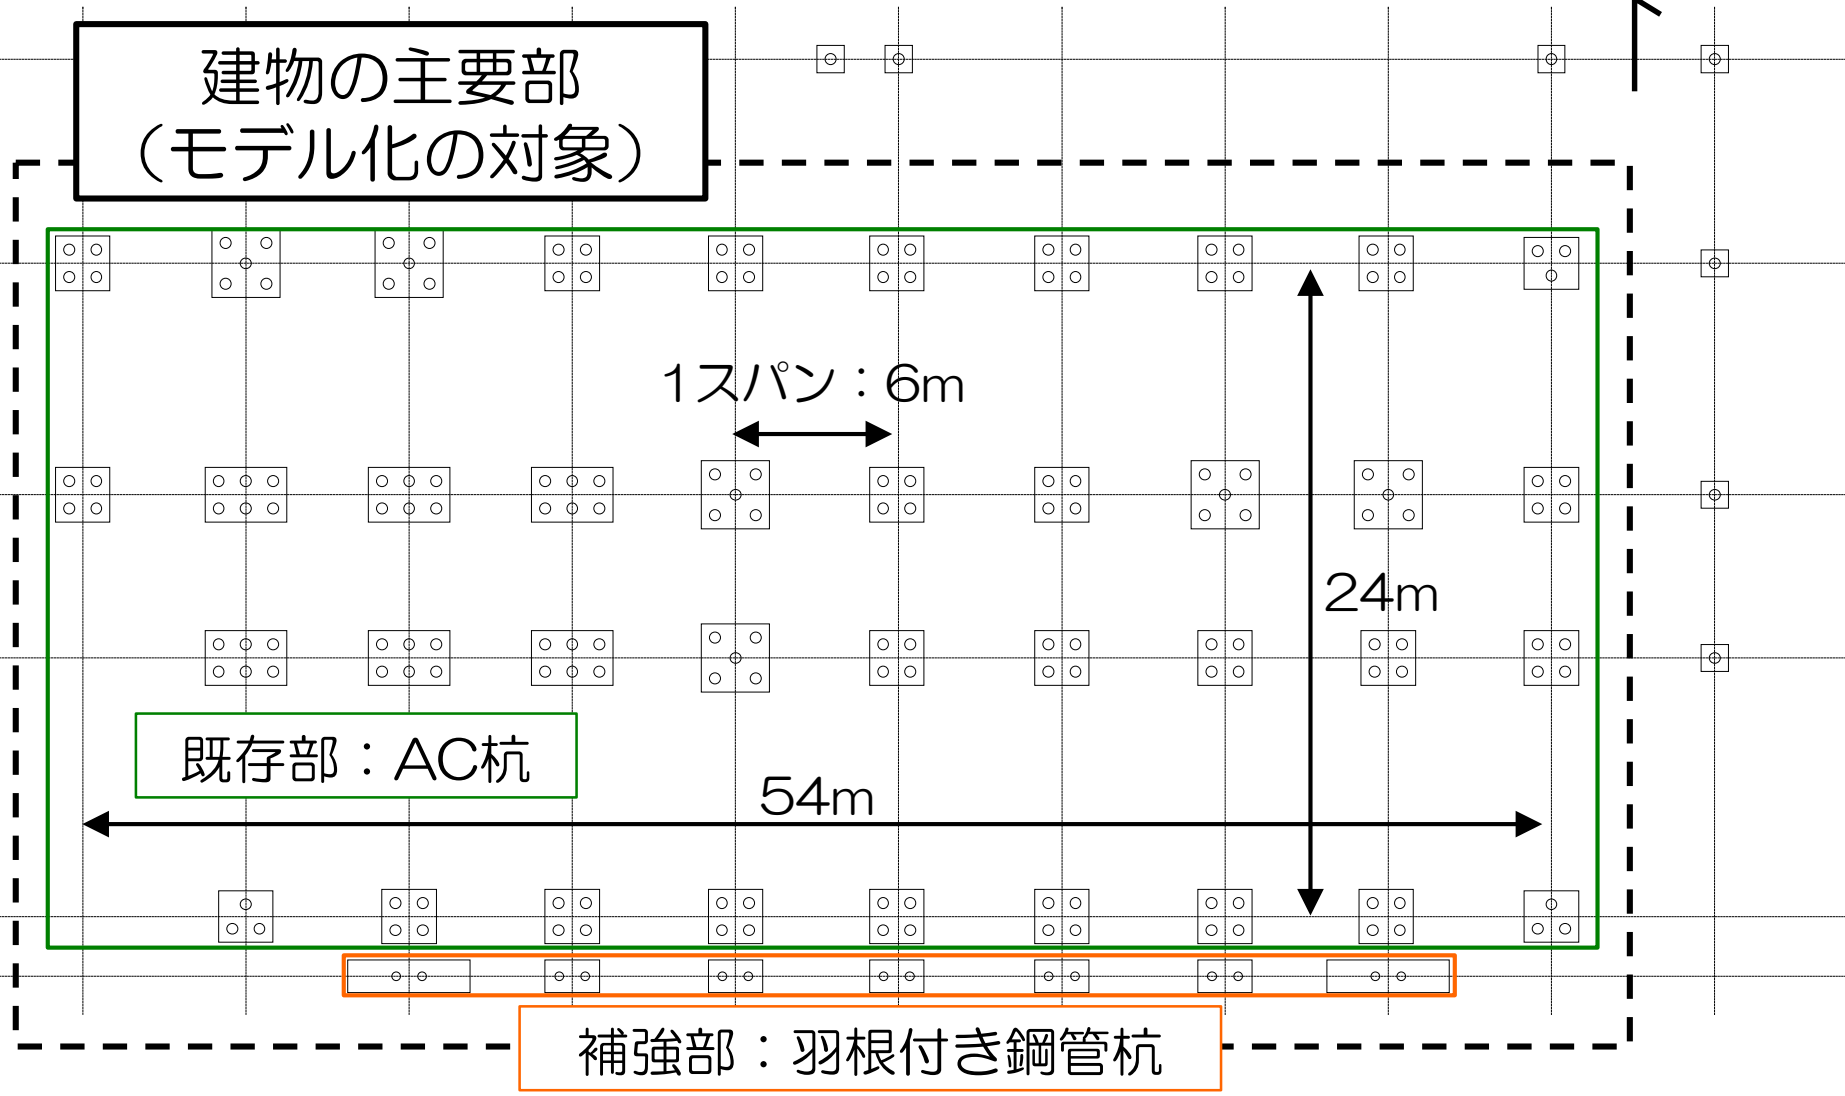 建物の主要部
（モデル化の対象）
1スパン：6m
24m
既存部：AC杭
54m
補強部：羽根付き鋼管杭